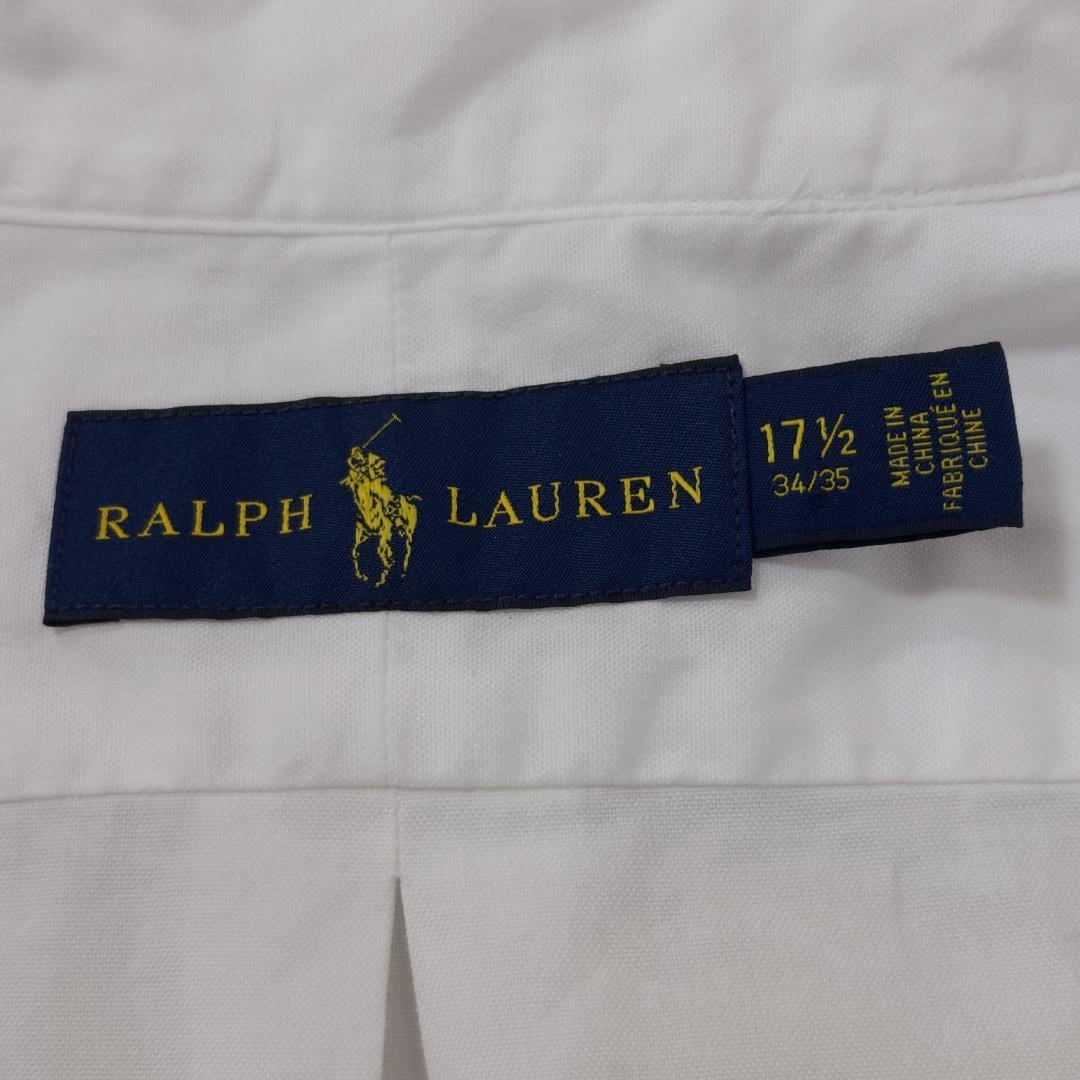 RALPH LAUREN
17½
34/35
MADE IN
CHINA
FABRIQUÉ EN
CHINE